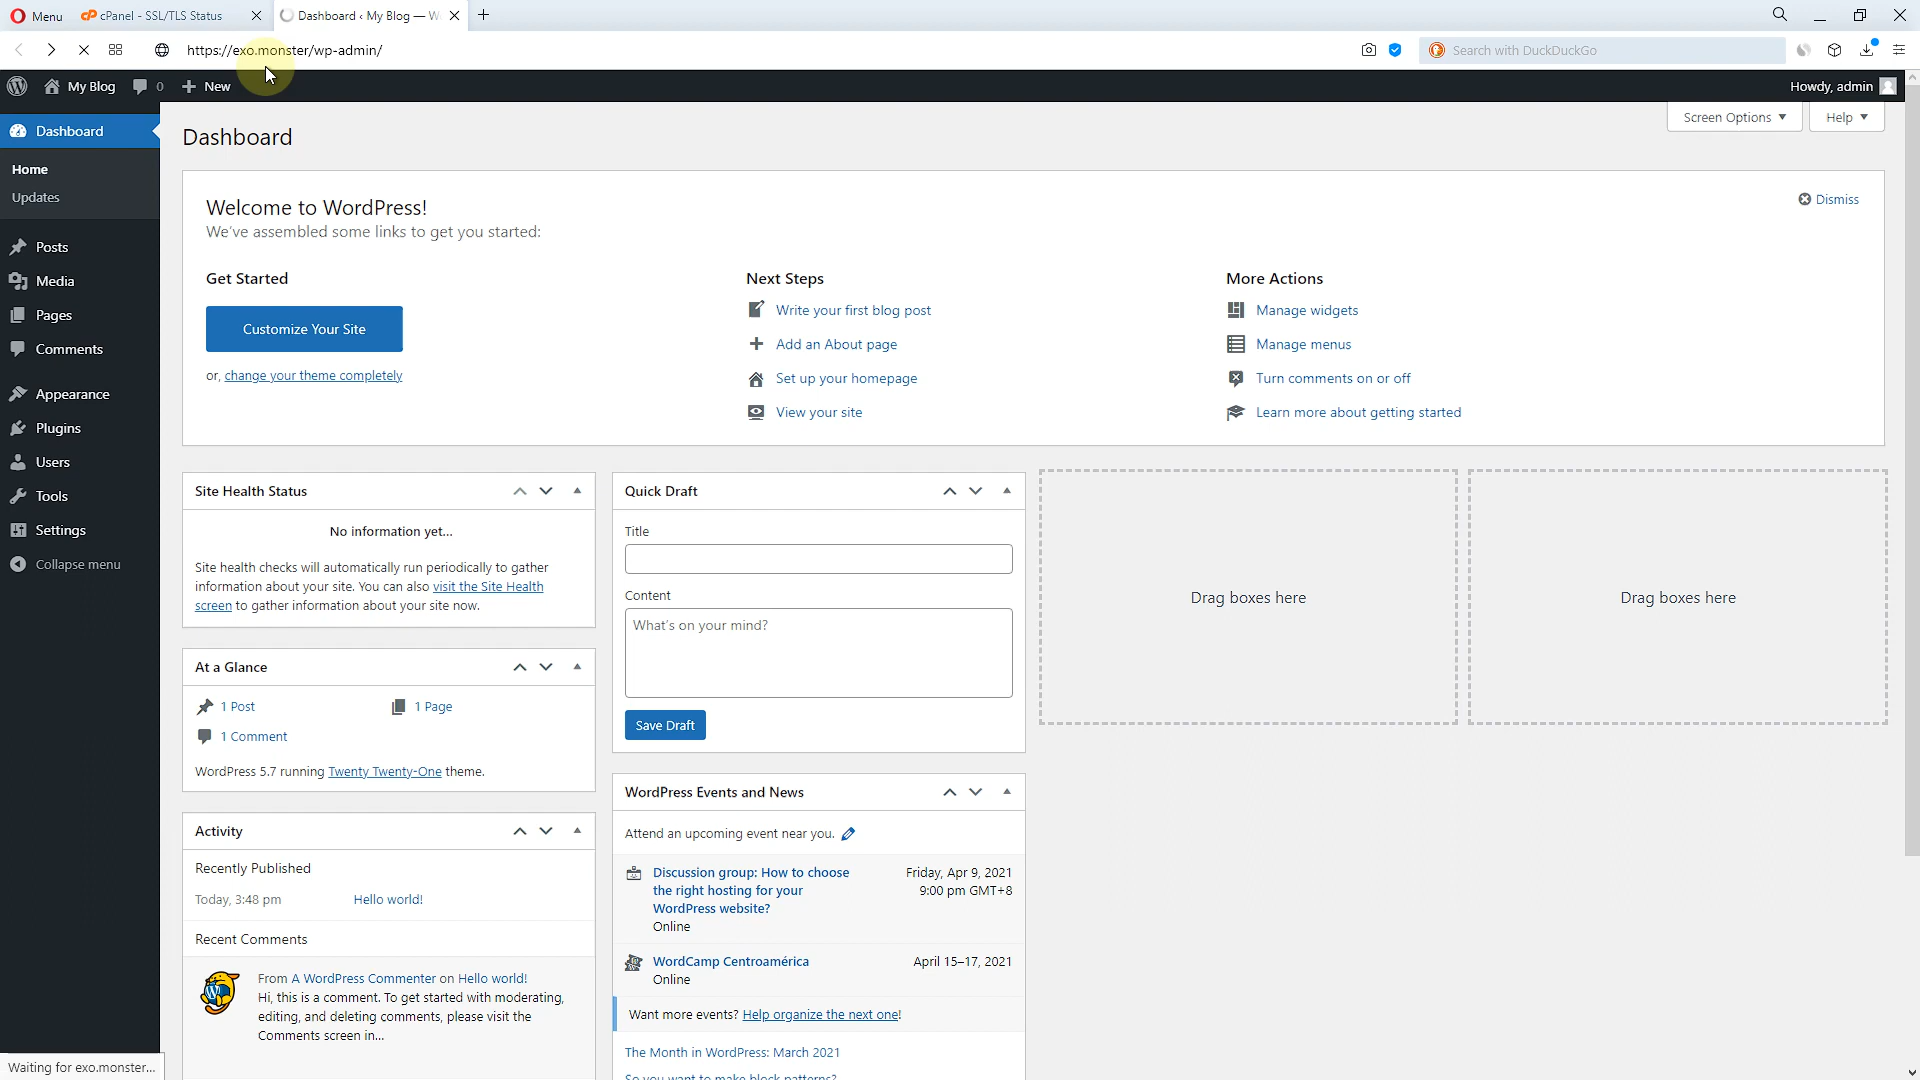 Menu
cPanel - SSL/TLS Status
Dashboard ‹ My Blog — W
https://exo.monster/wp-admin/
Search with DuckDuckGo
My Blog
0
New
Howdy, admin
Dashboard
Home
Updates
Posts
Media
Pages
Comments
Appearance
Plugins
Users
Tools
Settings
Collapse menu
Dashboard
Screen Options
Help
Welcome to WordPress!
We've assembled some links to get you started:
Dismiss
Get Started
Customize Your Site
or, change your theme completely
Next Steps
Write your first blog post
Add an About page
Set up your homepage
View your site
More Actions
Manage widgets
Manage menus
Turn comments on or off
Learn more about getting started
Site Health Status
No information yet...
Site health checks will automatically run periodically to gather
information about your site. You can also visit the Site Health
screen to gather information about your site now.
At a Glance
1 Post
1 Page
1 Comment
WordPress 5.7 running Twenty Twenty-One theme.
Activity
Recently Published
Today, 3:48 pm
Hello world!
Recent Comments
From A WordPress Commenter on Hello world!
Hi, this is a comment. To get started with moderating,
editing, and deleting comments, please visit the
Comments screen in...
Quick Draft
Title
Content
What's on your mind?
Save Draft
WordPress Events and News
Attend an upcoming event near you.
Discussion group: How to choose
the right hosting for your
WordPress website?
Online
Friday, Apr 9, 2021
9:00 pm GMT+8
WordCamp Centroamérica
Online
April 15–17, 2021
Want more events? Help organize the next one!
The Month in WordPress: March 2021
So you want to make block patterns?
Drag boxes here
Drag boxes here
Waiting for exo.monster...